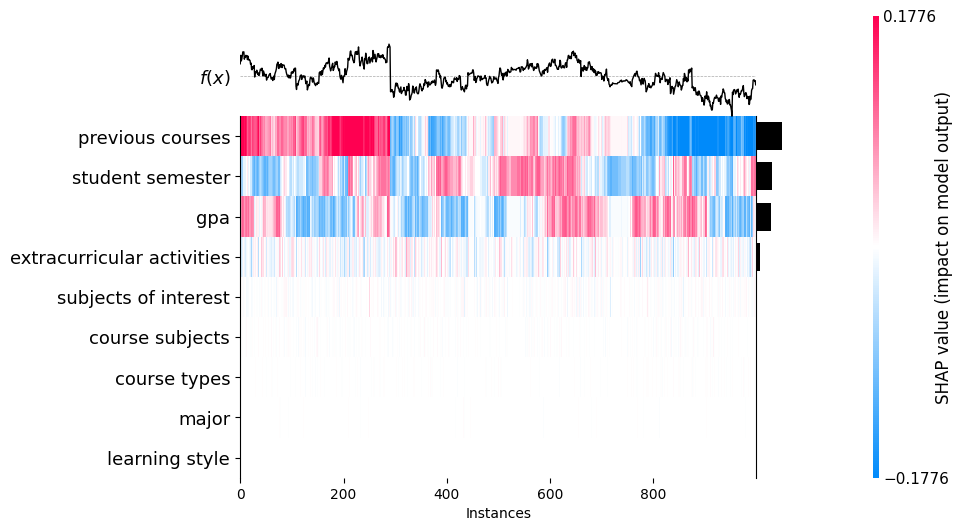 0.1776
f(x)
previous courses
student semester
gpa
extracurricular activities
subjects of interest
course subjects
course types
major
learning style
0 200 400 600 800
Instances
SHAP value (impact on model output)
−0.1776